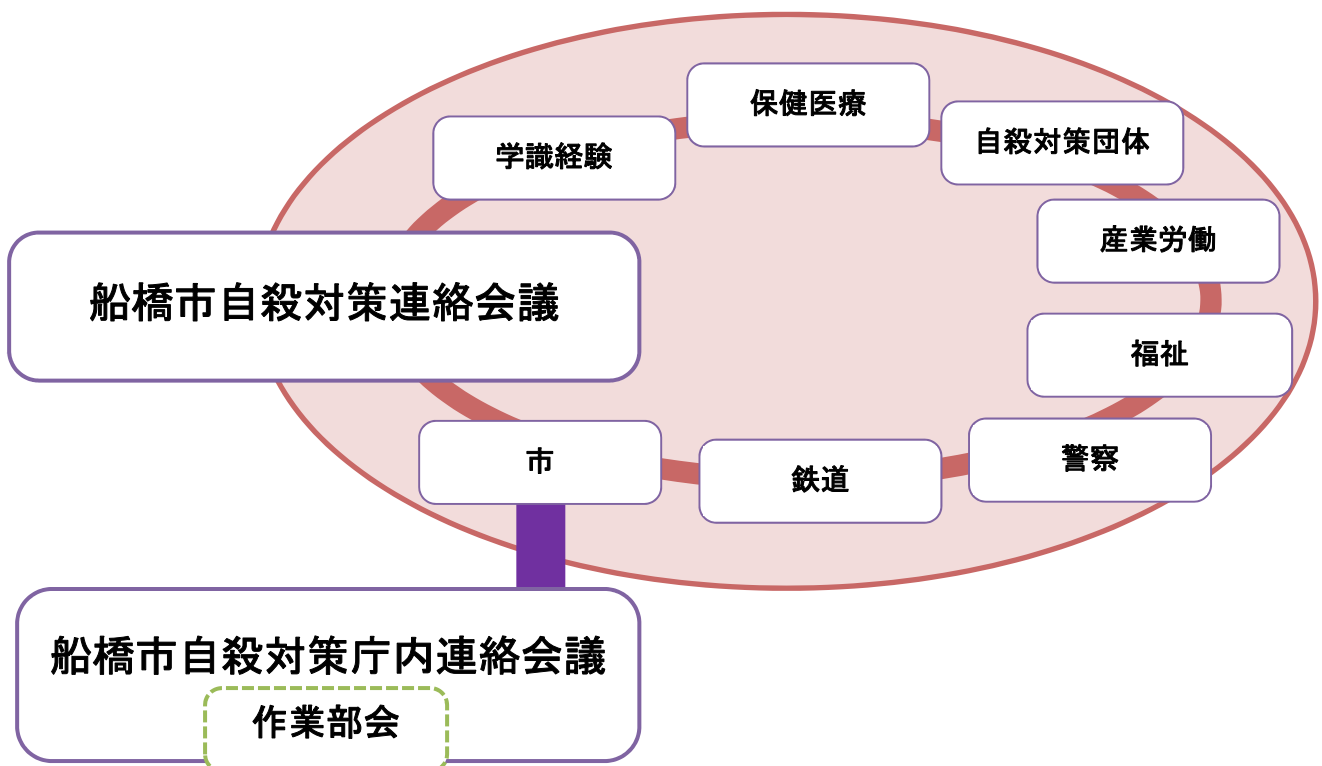 保健医療
自殺対策団体
学識経験
産業労働
船橋市自殺対策連絡会議
福祉
市
警察
鉄道
船橋市自殺対策庁内連絡会議
作業部会